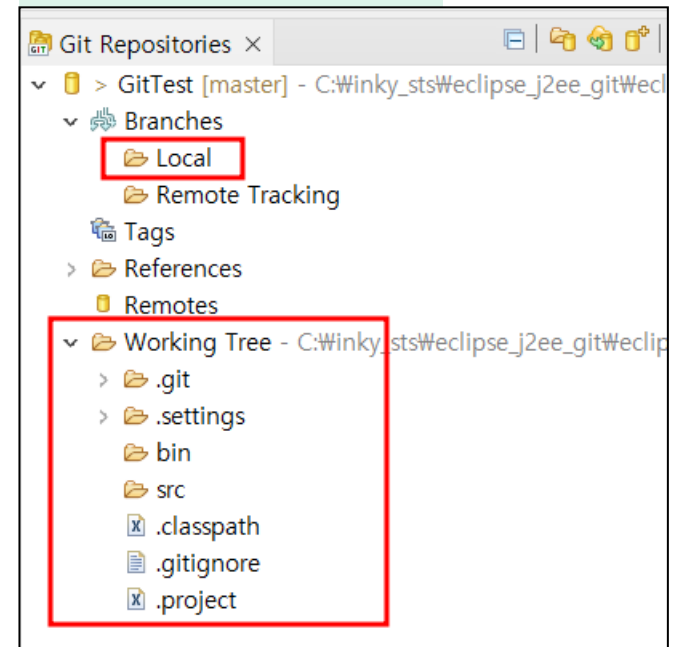 Git Repositories ×
> GitTest [master] - C:₩inky_sts₩eclipse_j2ee_git₩ecl
Branches
Local
Remote Tracking
Tags
References
Remotes
Working Tree - C:₩inky_sts₩eclipse_j2ee_git₩eclip
.git
.settings
bin
src
.classpath
.gitignore
.project